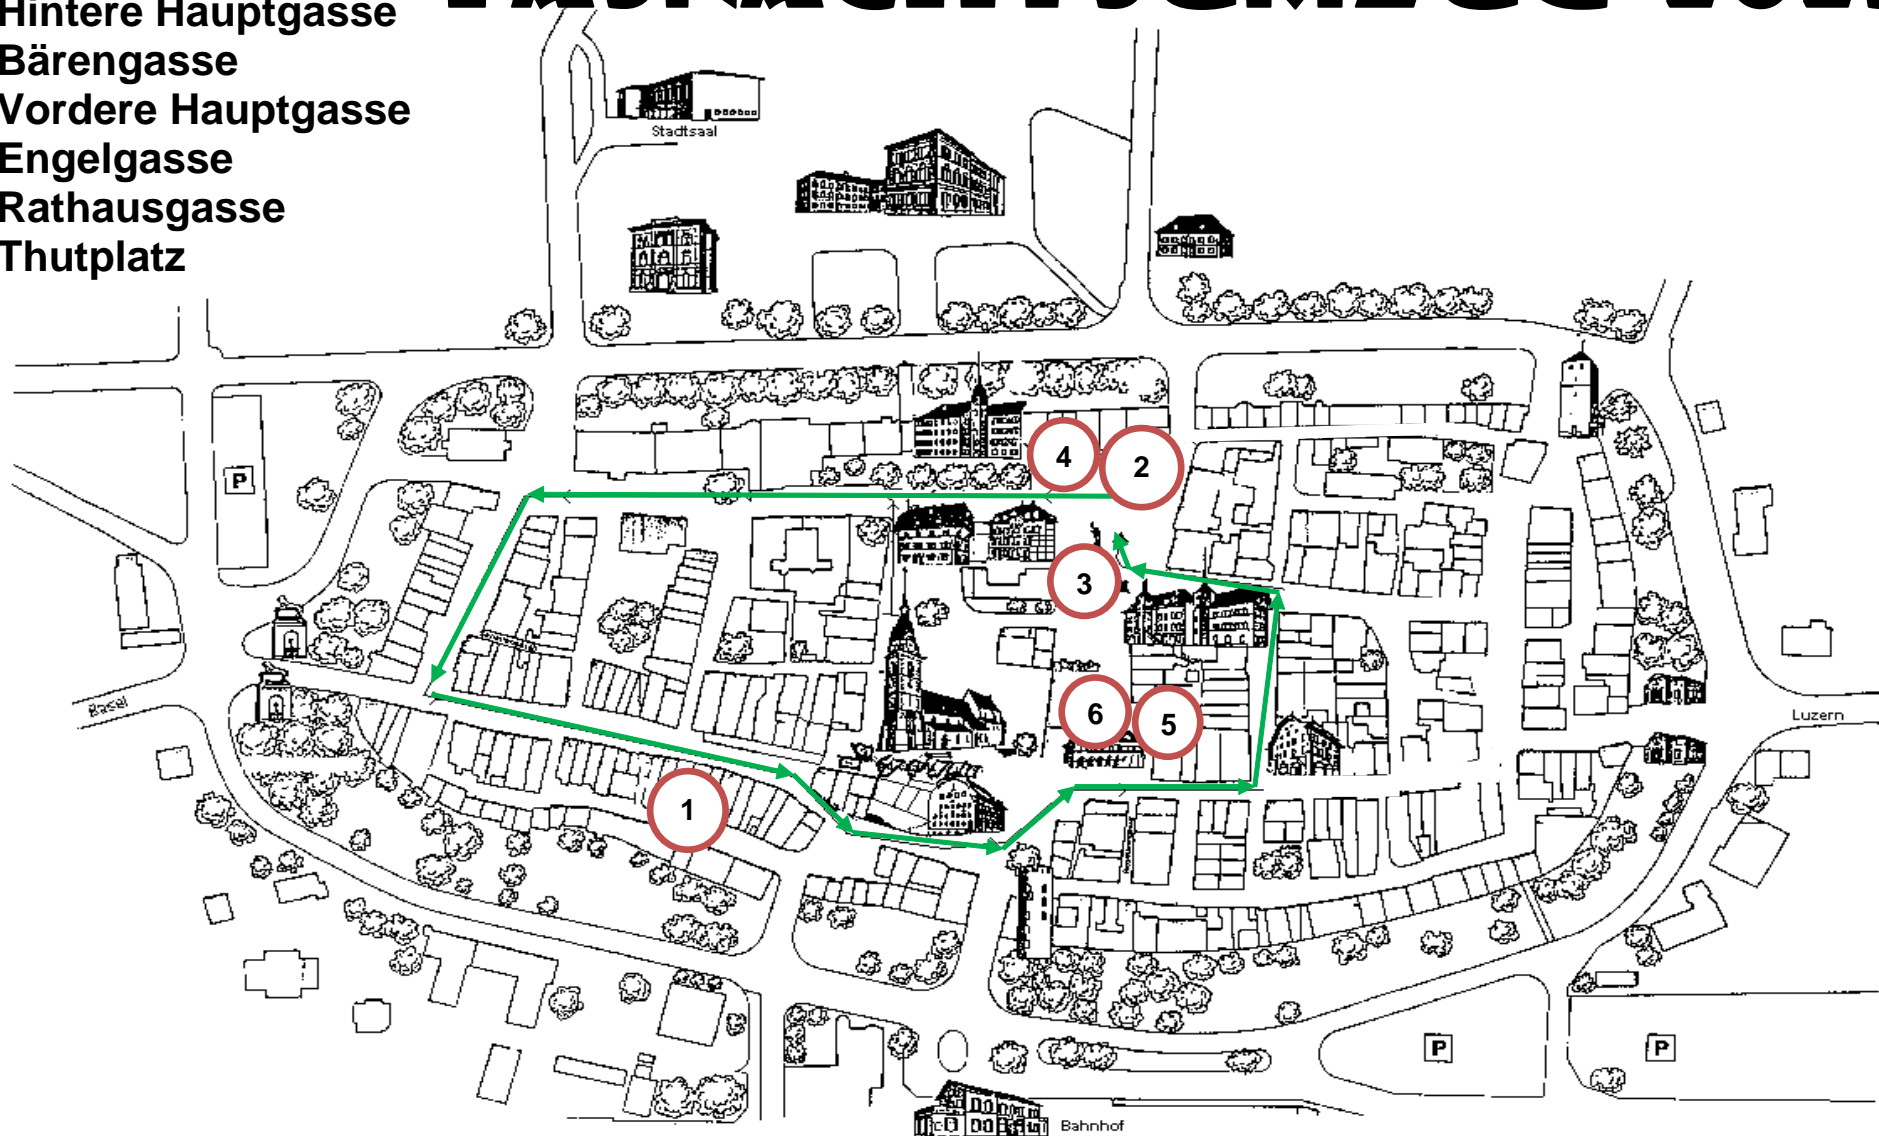 Hintere Hauptgasse
Bärengasse
Vordere Hauptgasse
Engelgasse
Rathausgasse
Thutplatz
Stadtsaal
4
2
P
3
6
5
Basel
Luzern
1
P
P
Bahnhof